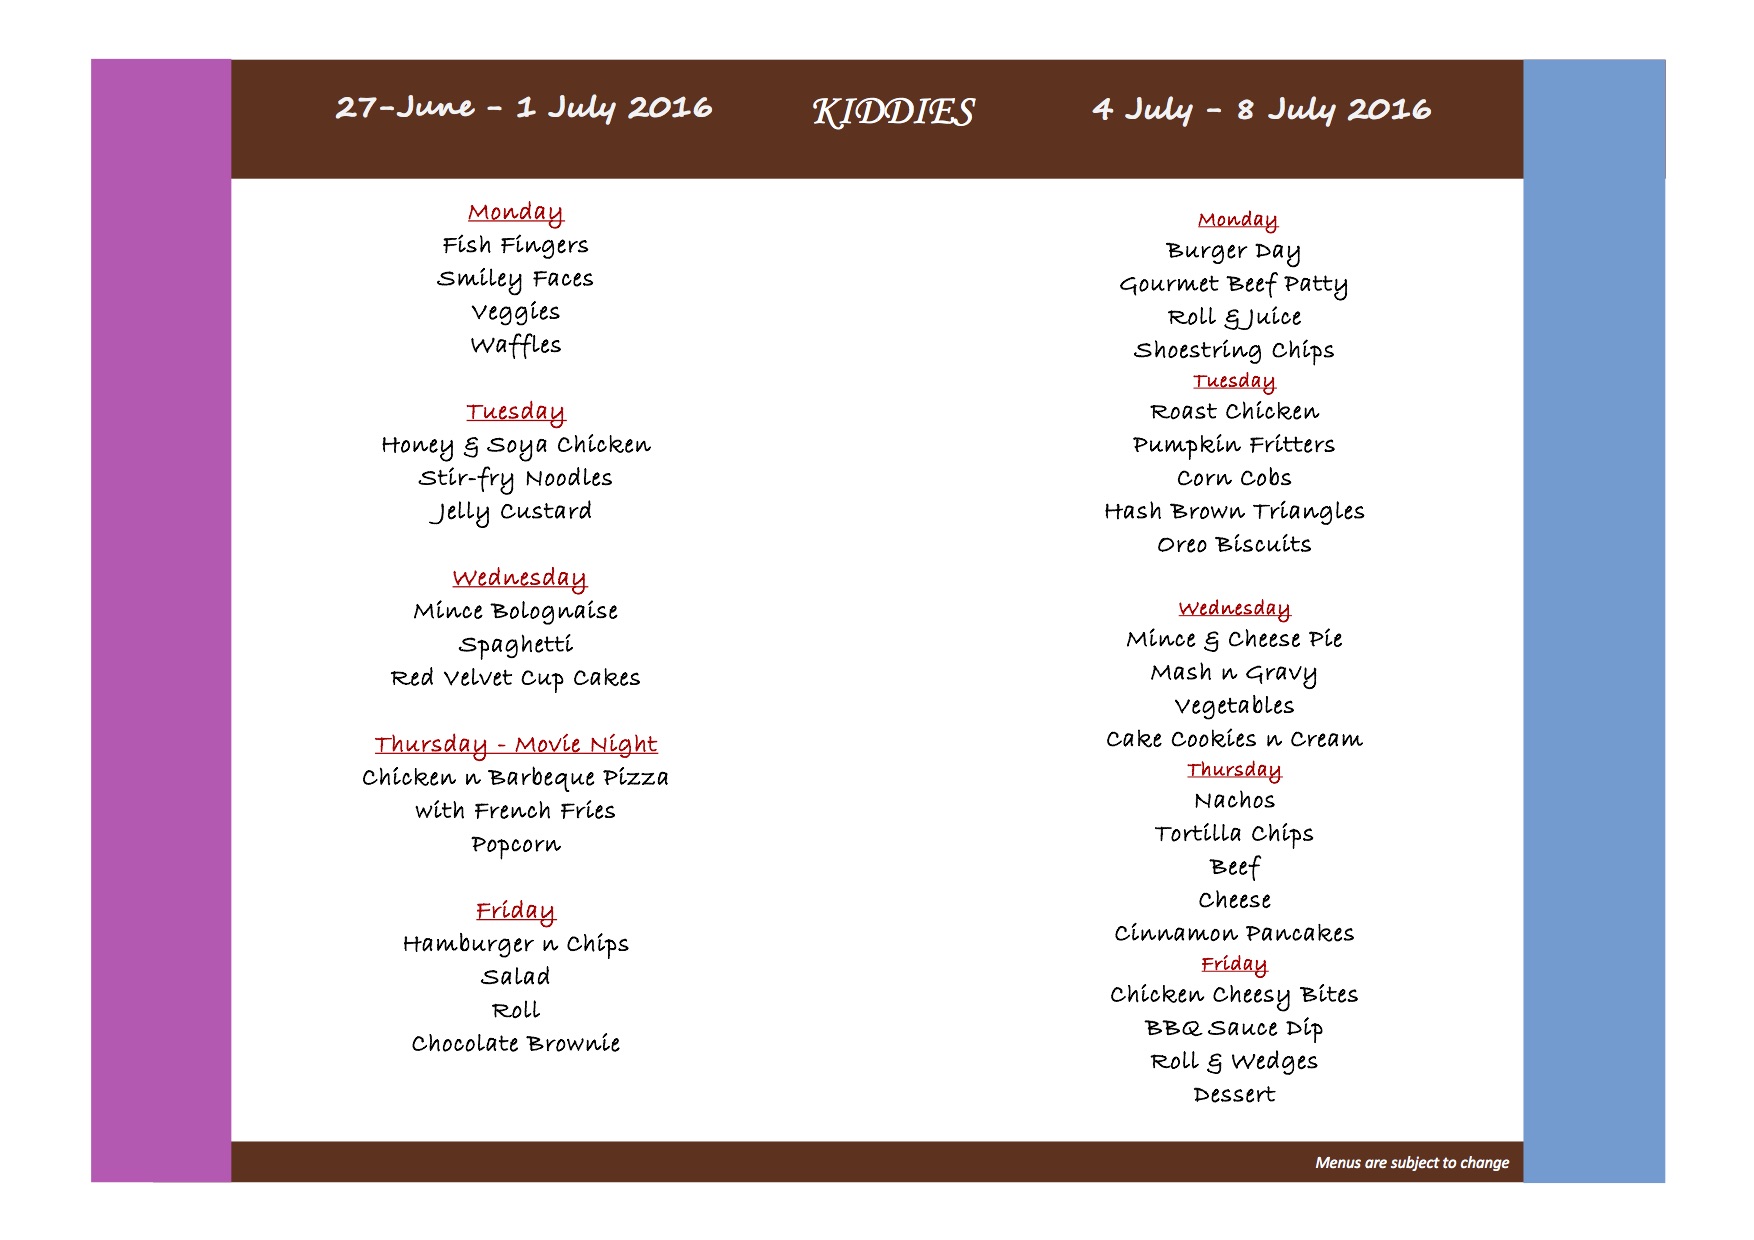 27-June - 1 July 2016
KIDDIES
4 July - 8 July 2016
Monday
Fish Fingers
Smiley Faces
Veggies
Waffles
Tuesday
Honey & Soya Chicken
Stir-fry Noodles
Jelly Custard
Wednesday
Mince Bolognaise
Spaghetti
Red Velvet Cup Cakes
Thursday - Movie Night
Chicken n Barbeque Pizza
with French Fries
Popcorn
Friday
Hamburger n Chips
Salad
Roll
Chocolate Brownie
Monday
Burger Day
Gourmet Beef Patty
Roll & Juice
Shoestring Chips
Tuesday
Roast Chicken
Pumpkin Fritters
Corn Cobs
Hash Brown Triangles
Oreo Biscuits
Wednesday
Mince & Cheese Pie
Mash n Gravy
Vegetables
Cake Cookies n Cream
Thursday
Nachos
Tortilla Chips
Beef
Cheese
Cinnamon Pancakes
Friday
Chicken Cheesy Bites
BBQ Sauce Dip
Roll & Wedges
Dessert
Menus are subject to change